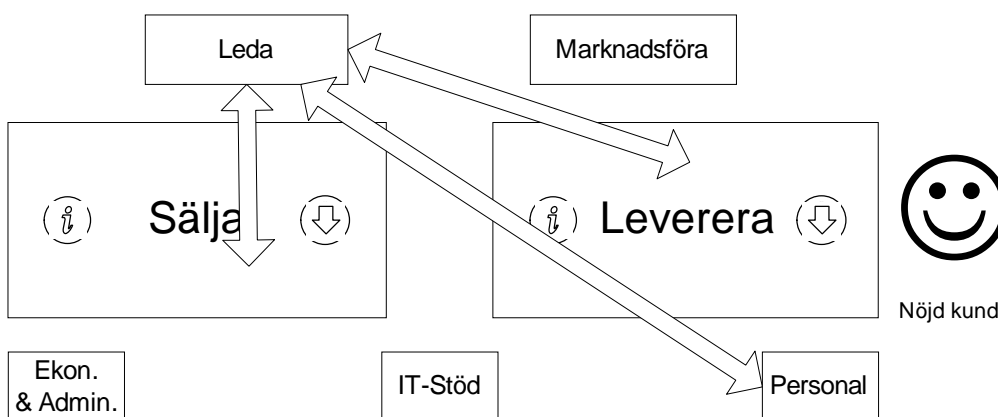 Leda
Marknadsföra
i
Sälja
i
Leverera
Nöjd kund
Ekon.
& Admin.
IT-Stöd
Personal